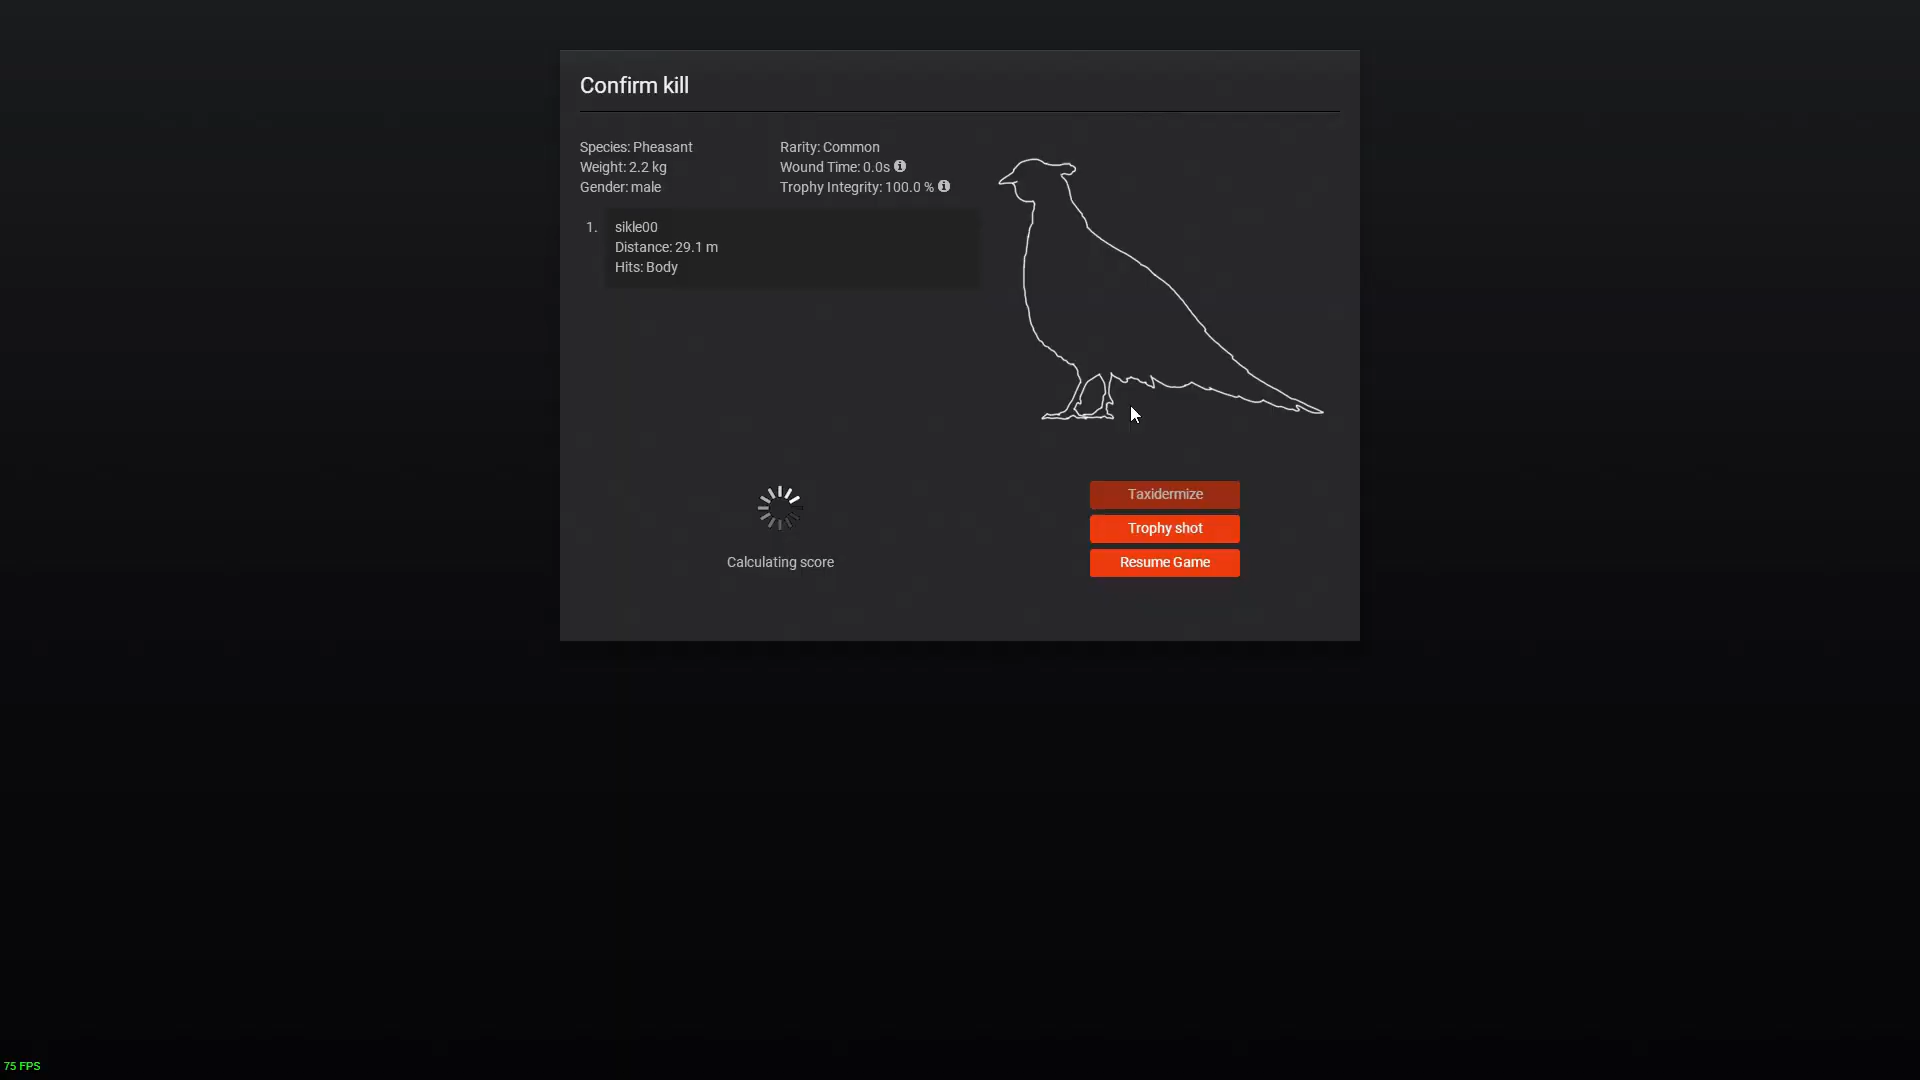 Confirm kill
Species: Pheasant
Weight: 2.2 kg
Gender: male
Rarity: Common
Wound Time: 0.0s
Trophy Integrity: 100.0 %
1.
sikle00
Distance: 29.1 m
Hits: Body
Calculating score
Taxidermize
Trophy shot
Resume Game
75 FPS